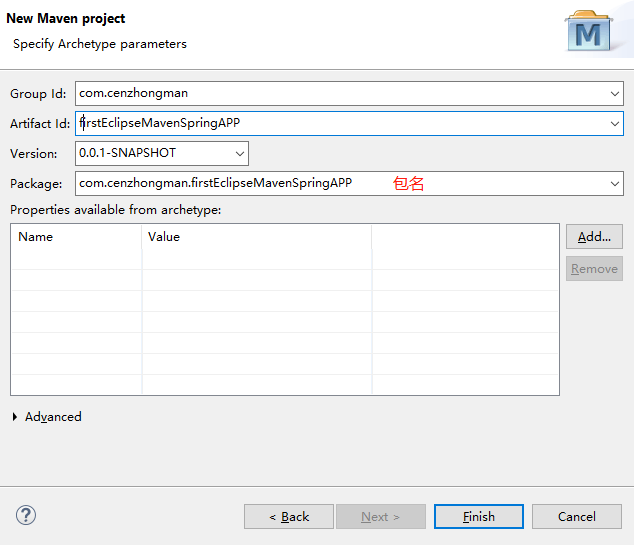 New Maven project
Specify Archetype parameters
M
Group Id: com.cenzhongman
Artifact Id: firstEclipseMavenSpringAPP
Version: 0.0.1-SNAPSHOT
Package: com.cenzhongman.firstEclipseMavenSpringAPP 包名
Properties available from archetype:
Name Value
Add...
Remove
Advanced
? < Back Next > Finish Cancel